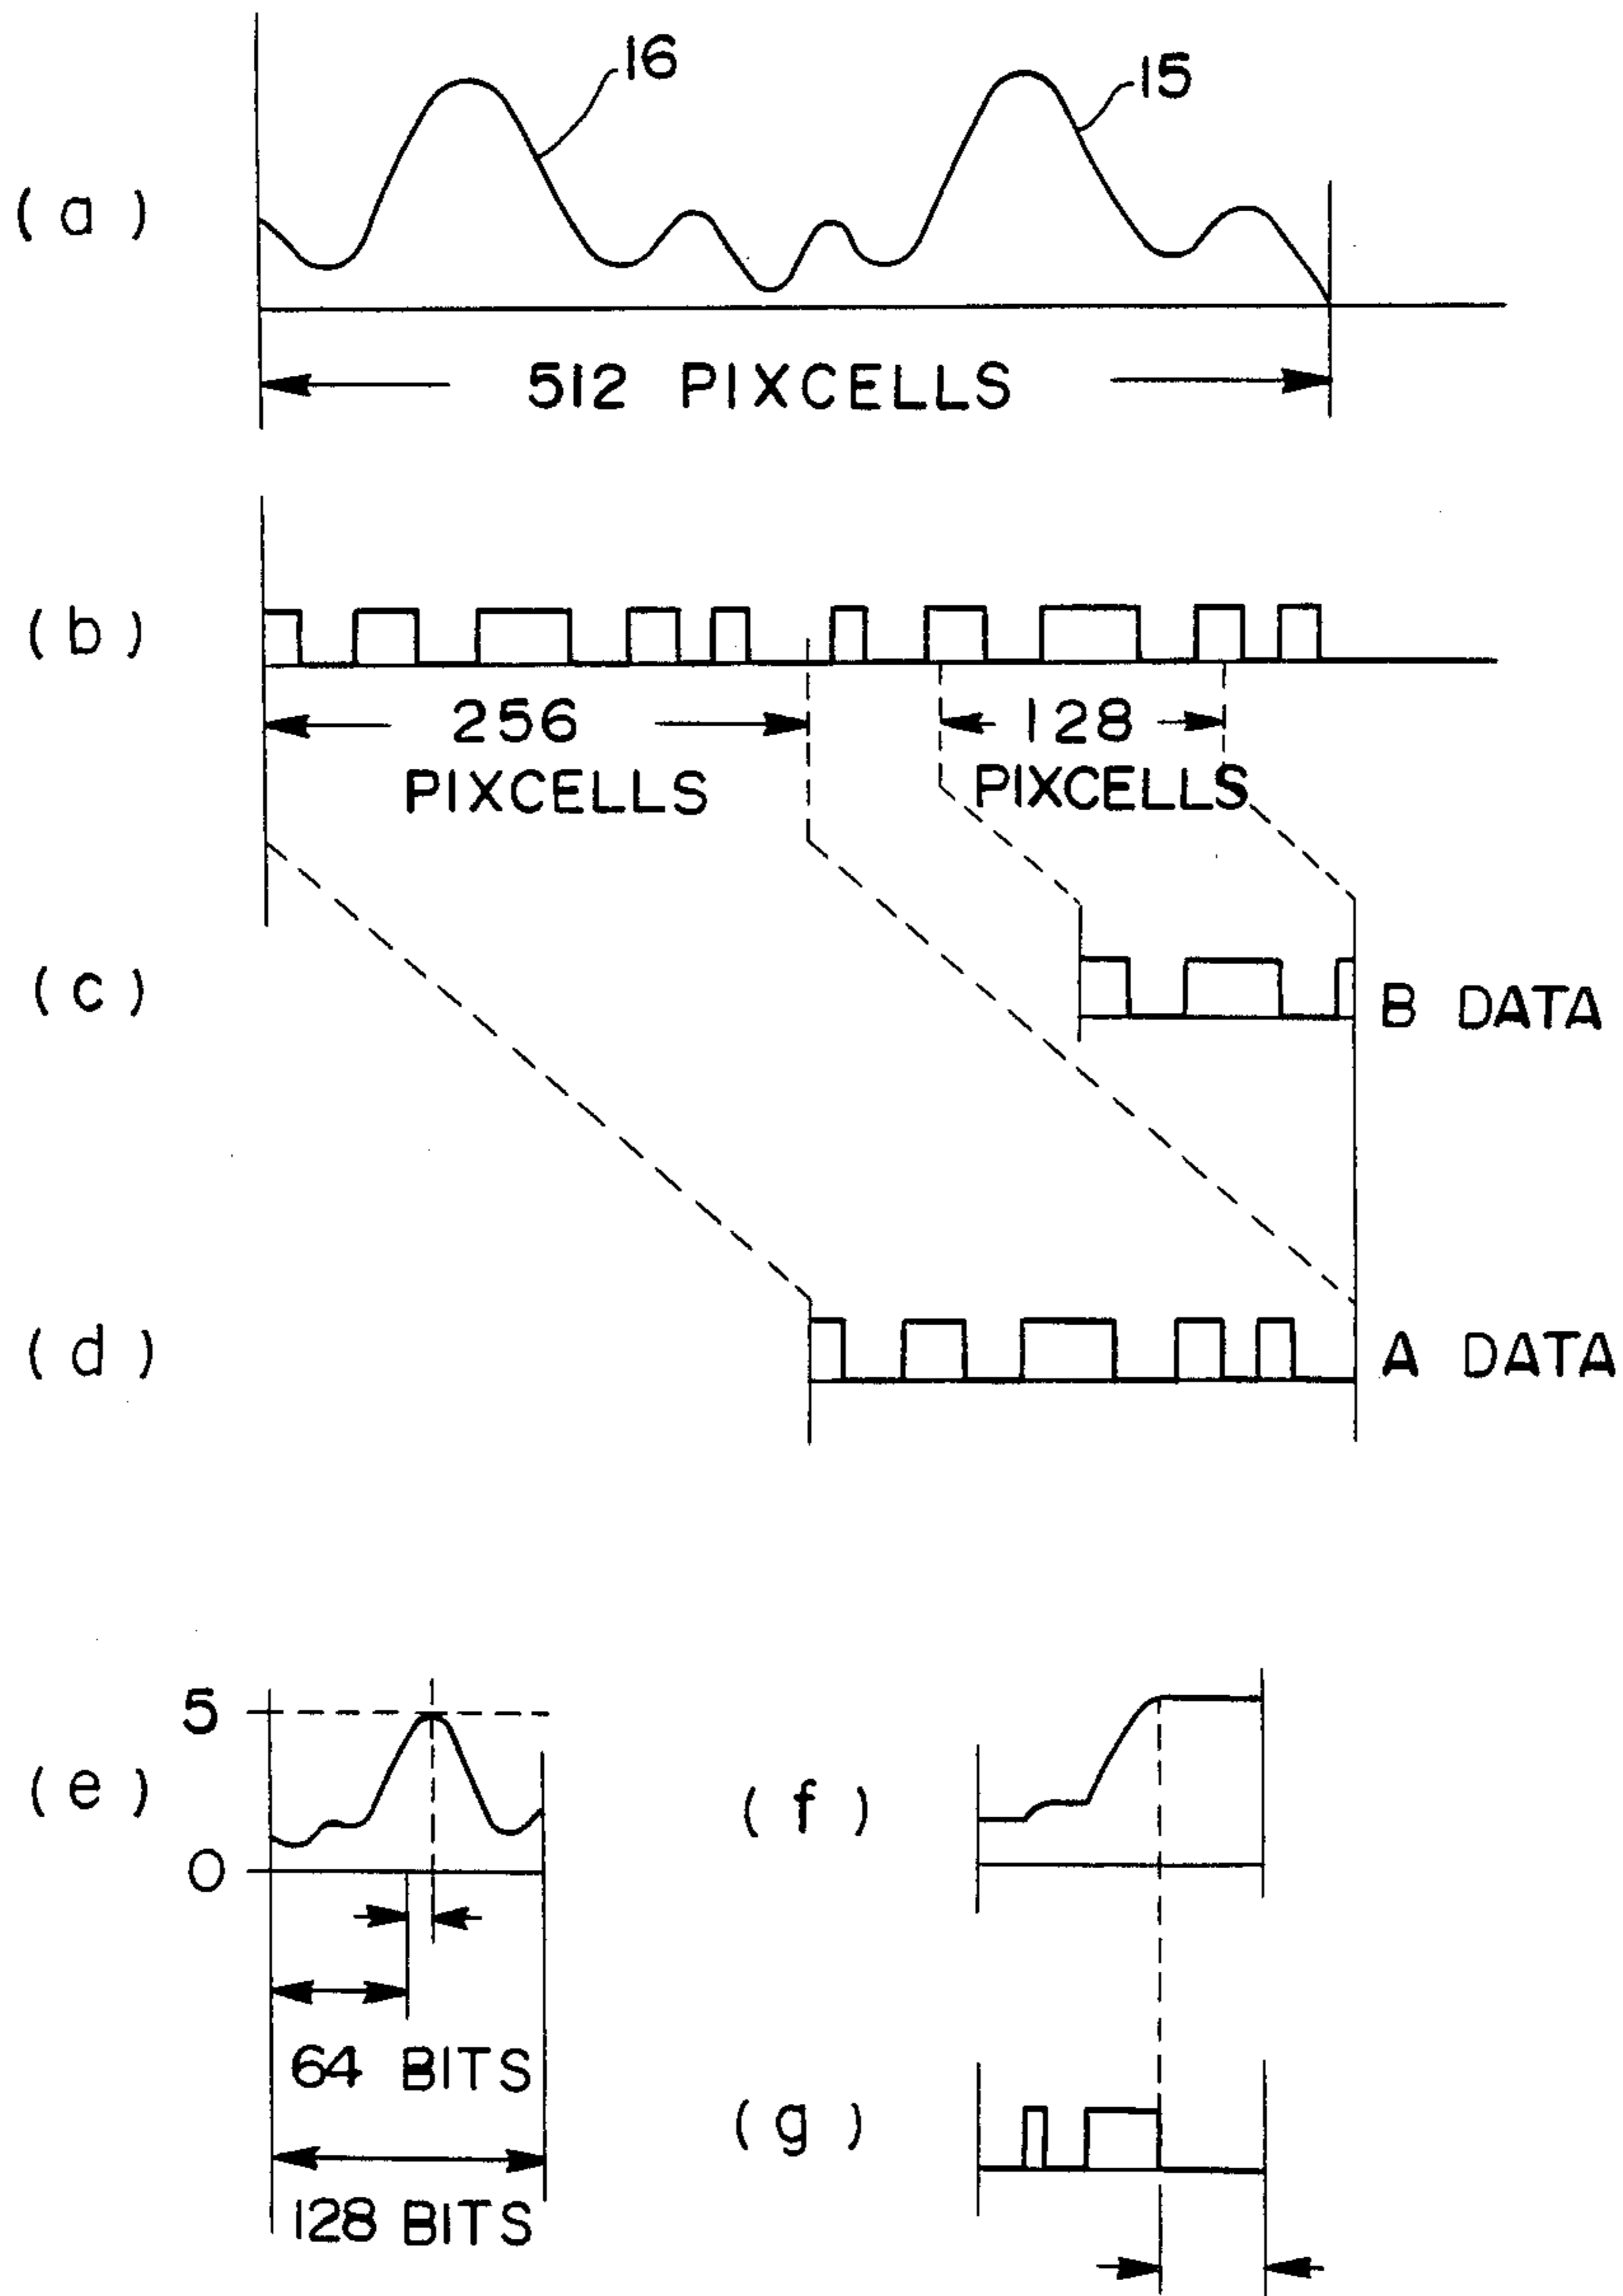 (a)
16
15
512 PIXCELLS
(b)
256
PIXCELLS
128
PIXCELLS
(c)
B DATA
(d)
A DATA
(e)
5
0
64 BITS
128 BITS
(f)
(g)